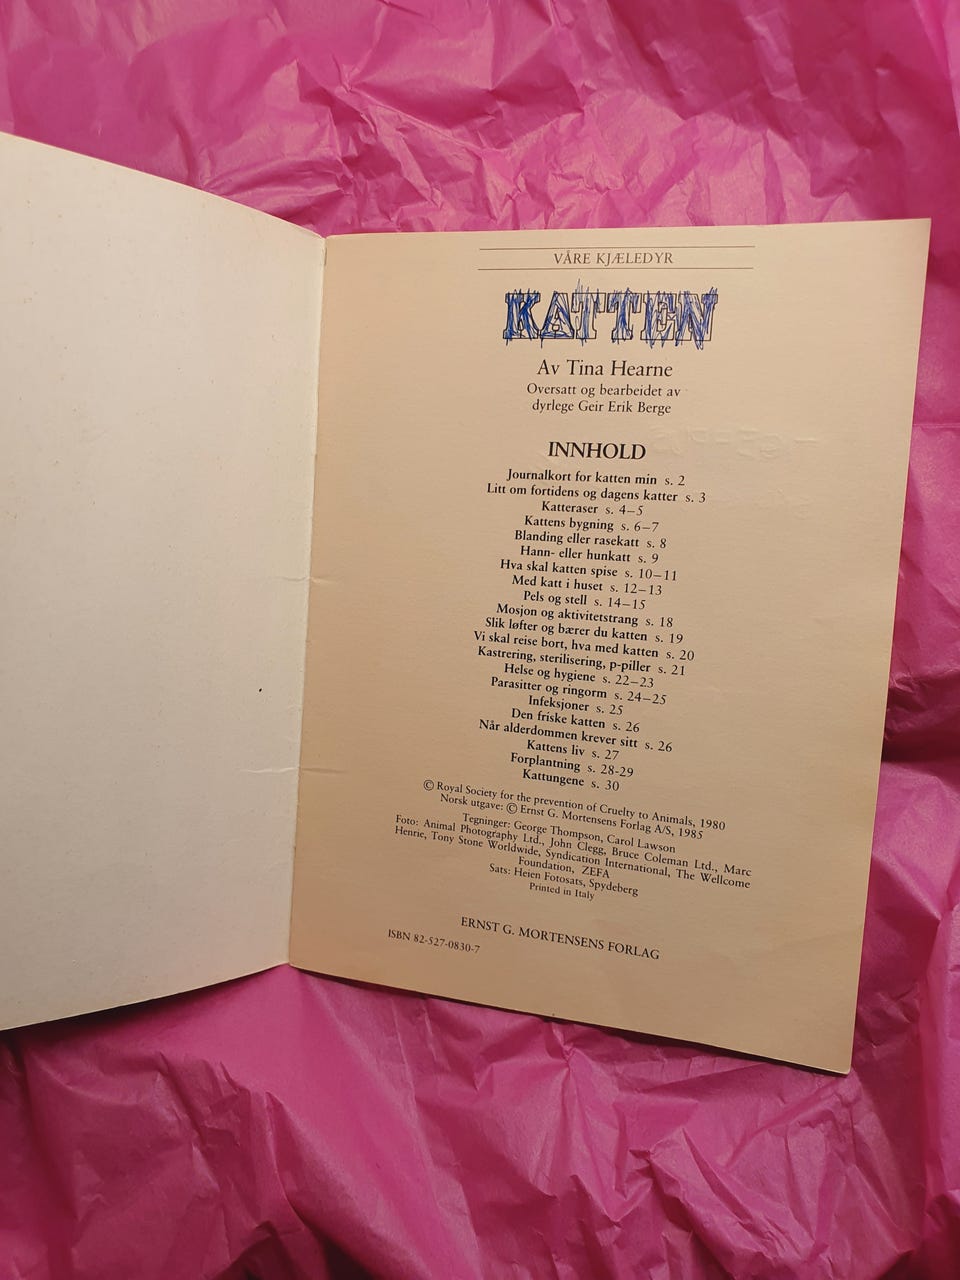 VÅRE KJÆLEDYR
KATTEN
Av Tina Hearne
Oversatt og bearbeidet av
dyrlege Geir Erik Berge
INNHOLD
Journalkort for katten min s. 2
Litt om fortidens og dagens katter s. 3
Katteraser s. 4–5
Kattens bygning s. 6–7
Blanding eller rasekatt s. 8
Hann- eller hunkatt s. 9
Hva skal katten spise s. 10–11
Med katt i huset s. 12–13
Pels og stell s. 14–15
Mosjon og aktivitetstrang s. 18
Slik løfter og bærer du katten s. 19
Vi skal reise bort, hva med katten s. 20
Kastrering, sterilisering, p-piller s. 21
Helse og hygiene s. 22–23
Parasitter og ringorm s. 24–25
Infeksjoner s. 25
Den friske katten s. 26
Når alderdommen krever sitt s. 26
Kattens liv s. 27
Forplantning s. 28-29
Kattungene s. 30
© Royal Society for the prevention of Cruelty to Animals, 1980
Norsk utgave: © Ernst G. Mortensens Forlag A/S, 1985
Tegninger: George Thompson, Carol Lawson
Foto: Animal Photography Ltd., John Clegg, Bruce Coleman Ltd., Marc
Henrie, Tony Stone Worldwide, Syndication International, The Wellcome
Foundation, ZEFA
Sats: Heien Fotosats, Spydeberg
Printed in Italy
ERNST G. MORTENSENS FORLAG
ISBN 82-527-0830-7